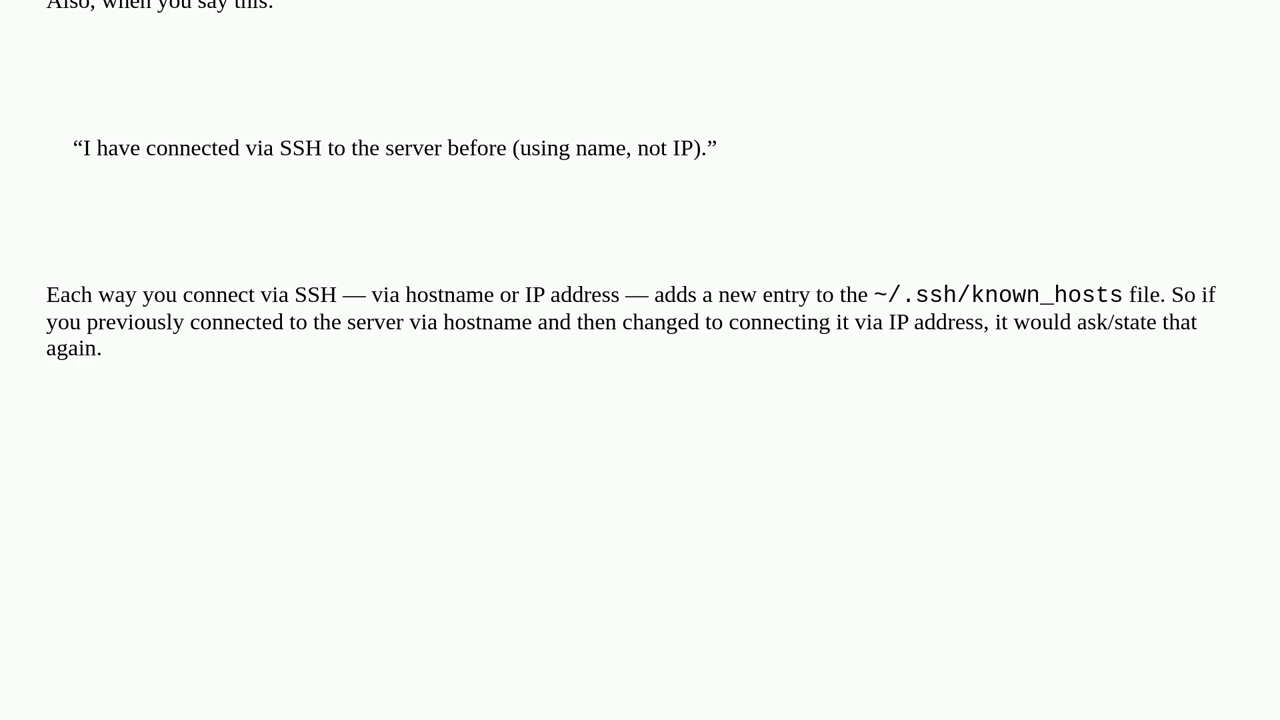 Also, when you say this:
“I have connected via SSH to the server before (using name, not IP).”
Each way you connect via SSH — via hostname or IP address — adds a new entry to the ~/.ssh/known_hosts file. So if
you previously connected to the server via hostname and then changed to connecting it via IP address, it would ask/state that
again.